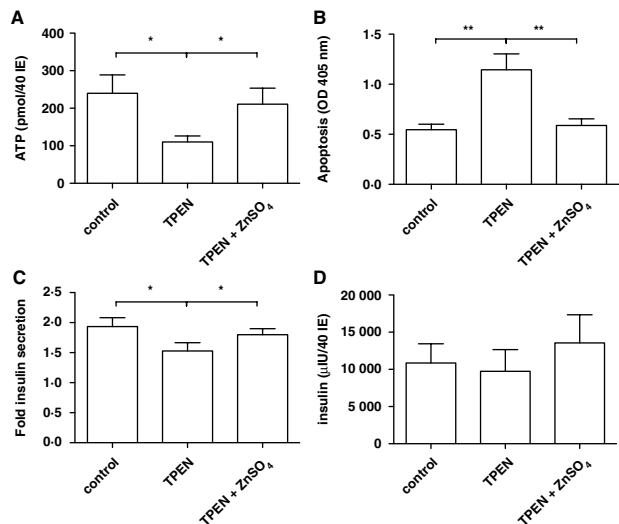 A
ATP (pmol/40 IE)
400
300
200
100
0
*
*
control
TPEN
TPEN + ZnSO₄
B
Apoptosis (OD 405 nm)
1·5
1·0
0·5
0·0
**
**
control
TPEN
TPEN + ZnSO₄
C
Fold insulin secretion
2·0
2·0
1·5
1·0
0·0
*
*
control
TPEN
TPEN + ZnSO₄
D
insulin (µIU/40 IE)
20 000
15 000
10 000
5 000
0
control
TPEN
TPEN + ZnSO₄